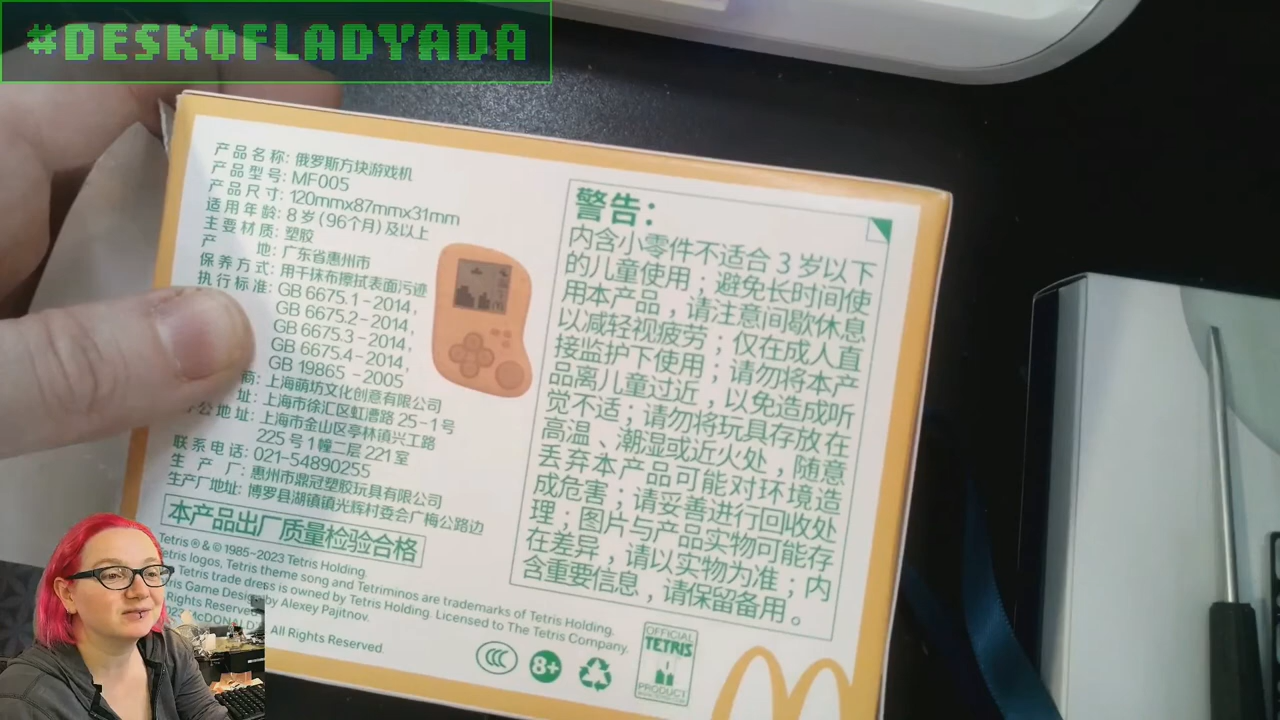 #DESKOFLADYADA
产品名称: 俄罗斯方块游戏机
产品型号: MF005
产品尺寸: 120mmx87mmx31mm
适用年龄: 8岁(96个月)及以上
主要材质: 塑胶
产地: 广东省惠州市
保养方式: 用干抹布擦拭表面污迹
执行标准: GB 6675.1-2014,
GB 6675.2-2014,
GB 6675.3-2014,
GB 6675.4-2014,
GB 19865-2005
商: 上海萌坊文化创意有限公司
址: 上海市徐汇区虹漕路 25-1号
公地址: 上海市金山区亭林镇兴工路
225号1幢二层 221室
联系电话: 021-54890255
生产厂: 惠州市鼎冠塑胶玩具有限公司
生产厂地址: 博罗县湖镇镇光辉村委会广梅公路边
本产品出厂质量检验合格
Tetris ® & © 1985~2023 Tetris Holding.
Tetris logos, Tetris theme song and Tetriminos are trademarks of Tetris Holding.
Tetris trade dress is owned by Tetris Holding. Licensed to The Tetris Company.
Tetris Game Design by Alexey Pajitnov.
Rights Reserved
McDONALD'
All Rights Reserved.
警告：
内含小零件不适合 3 岁以下
的儿童使用；避免长时间使
用本产品，请注意间歇休息
以减轻视疲劳；仅在成人直
接监护下使用；请勿将本产
品离儿童过近，以免造成听
觉不适；请勿将玩具存放在
高温、潮湿或近火处，随意
丢弃本产品可能对环境造
成危害；请妥善进行回收处
理；图片与产品实物可能存
在差异，请以实物为准；内
含重要信息，请保留备用。
CCC
8+
OFFICIAL
TETRIS
PRODUCT